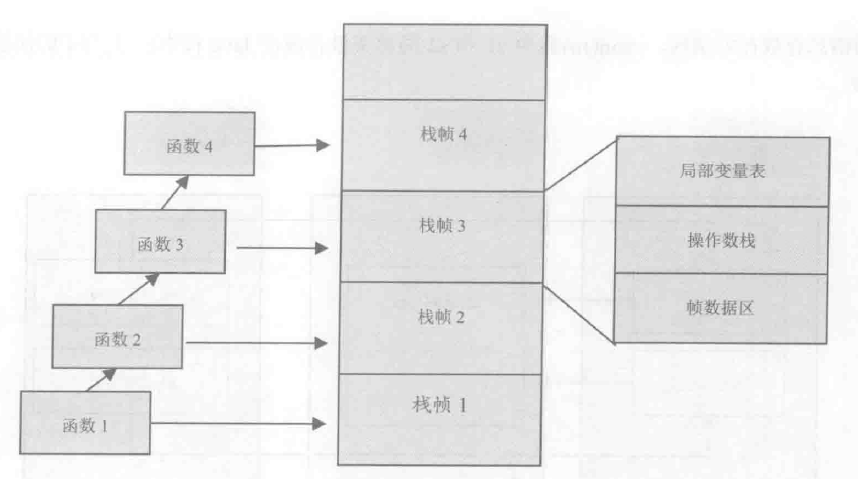 函数 4
函数 3
函数 2
函数 1
栈帧 4
栈帧 3
栈帧 2
栈帧 1
局部变量表
操作数栈
帧数据区